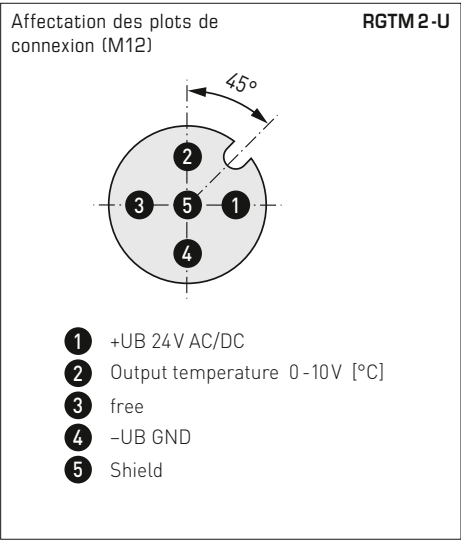 Affectation des plots de
connexion (M12)
RGTM 2-U
45°
2
3 5 1
4
1 +UB 24V AC/DC
2 Output temperature 0-10V [°C]
3 free
4 –UB GND
5 Shield